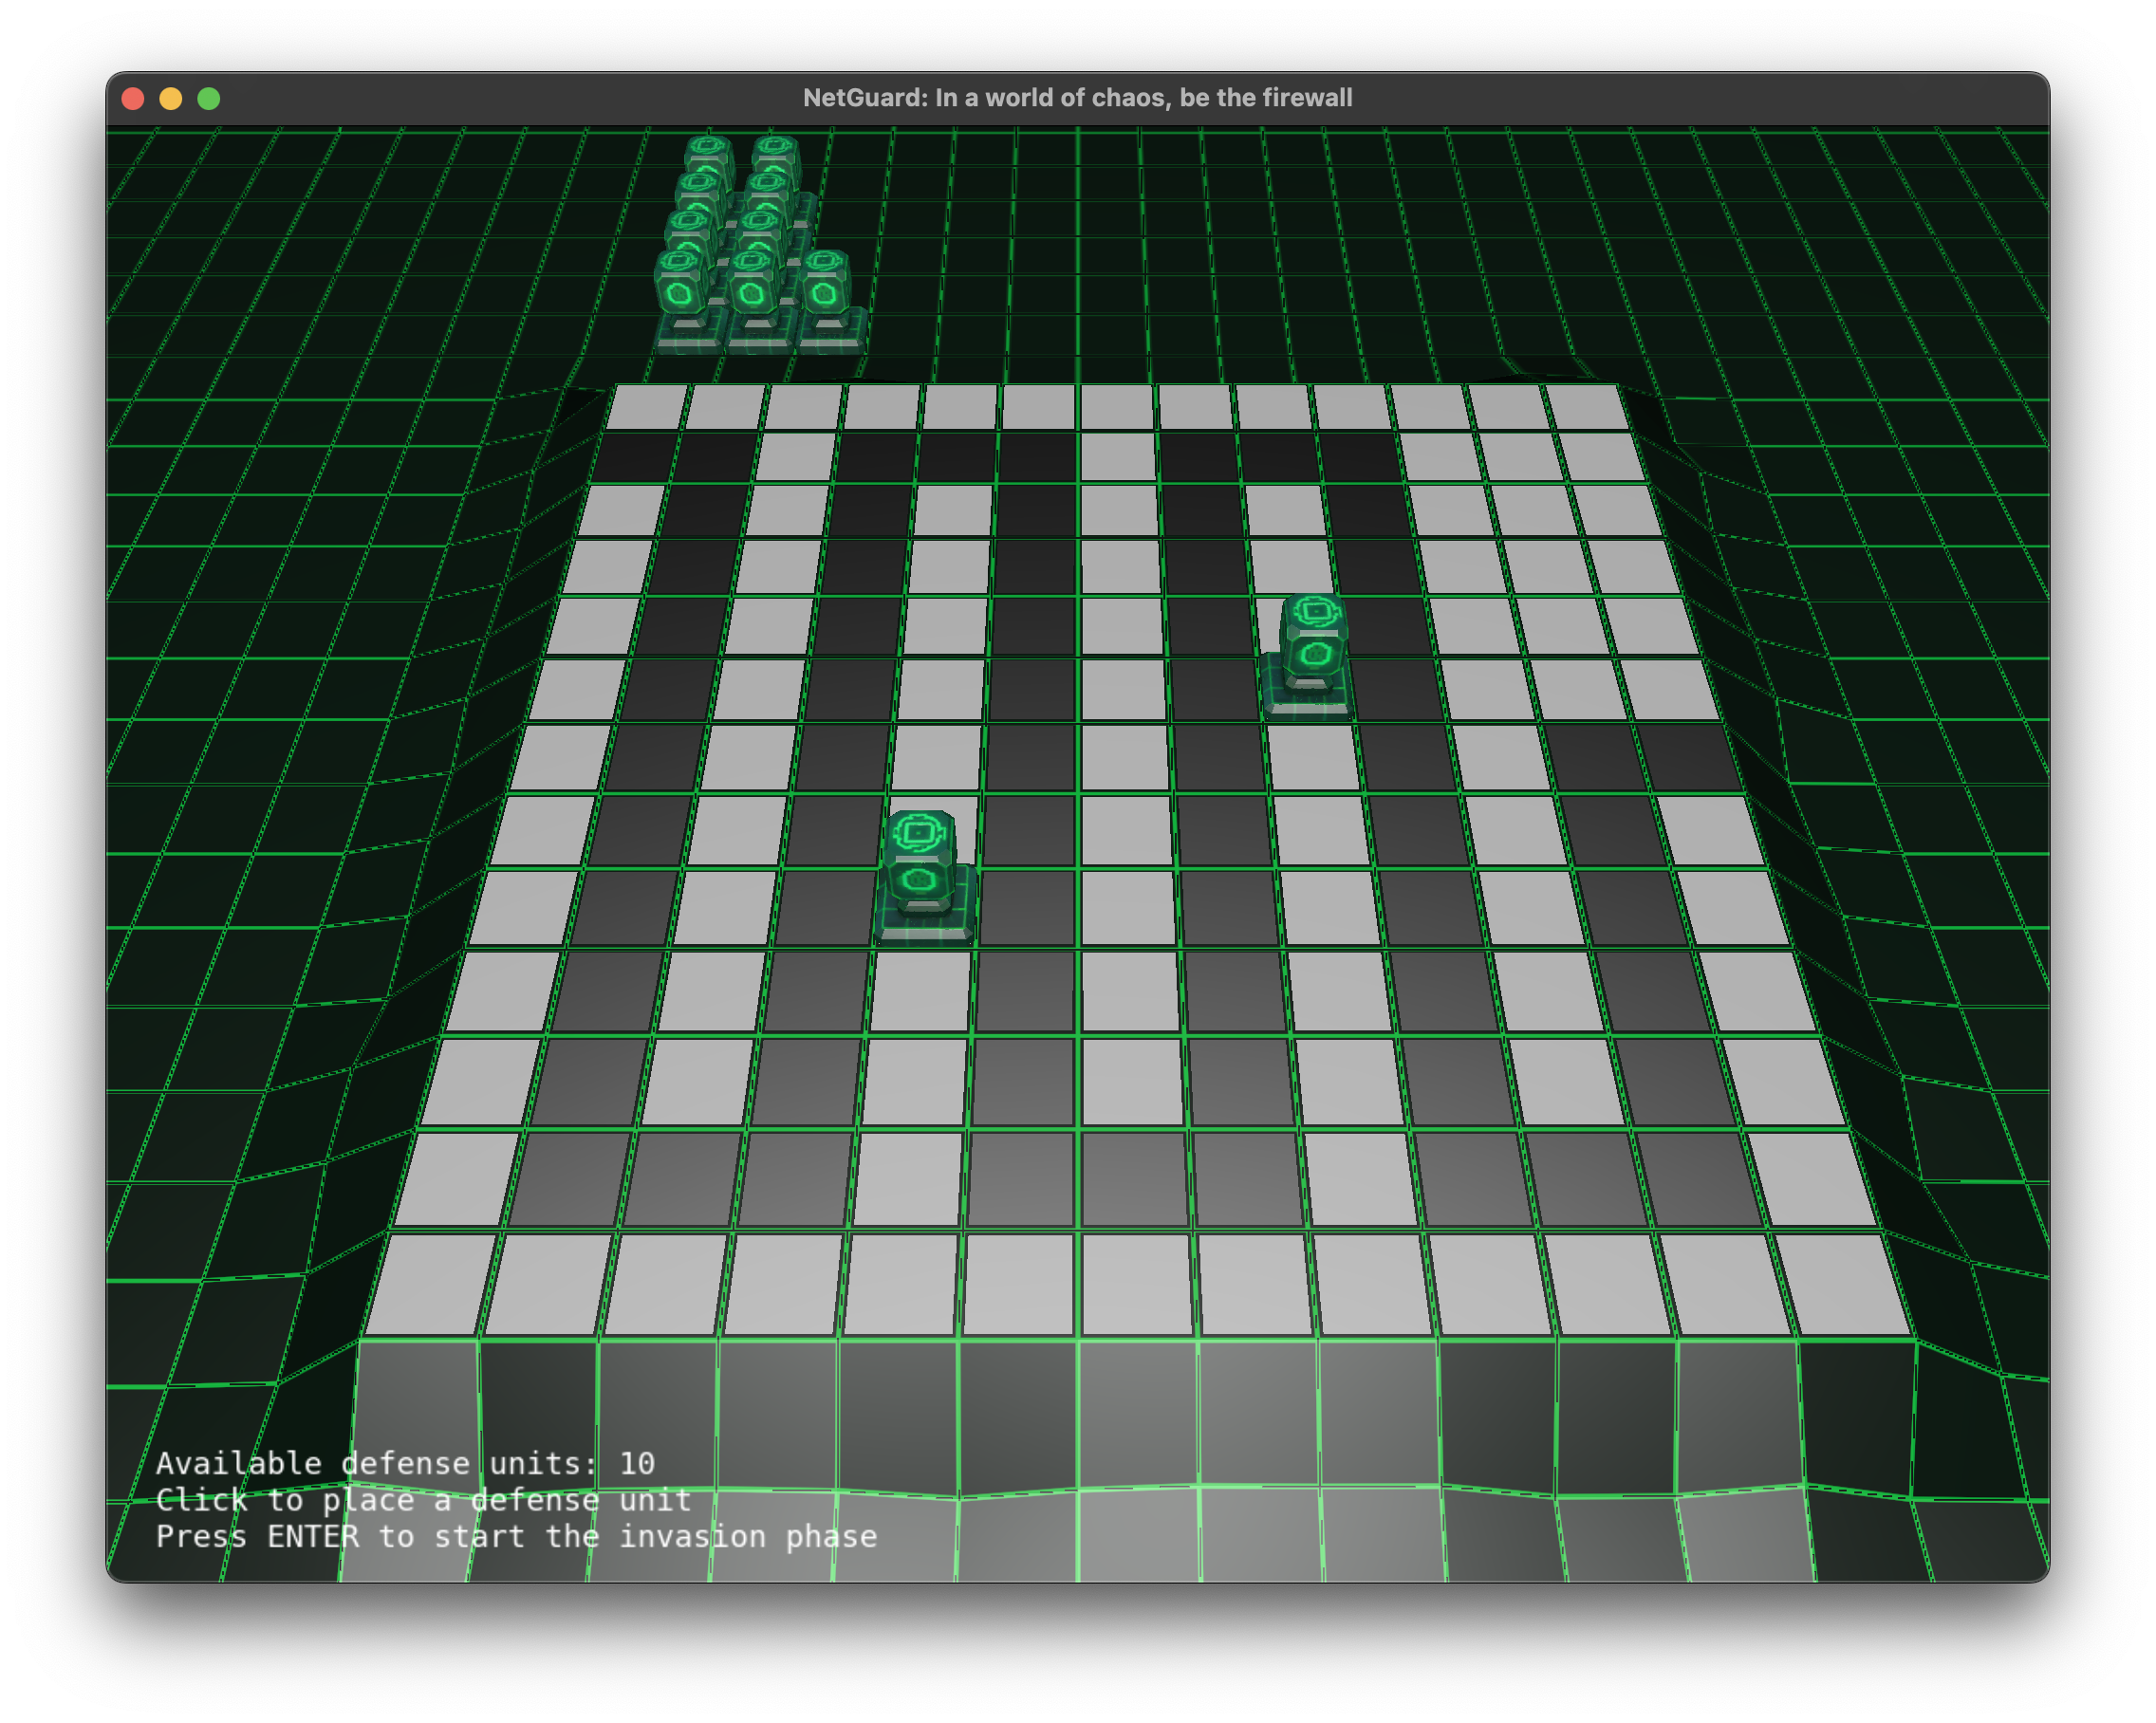 NetGuard: In a world of chaos, be the firewall
Available defense units: 10
Click to place a defense unit
Press ENTER to start the invasion phase